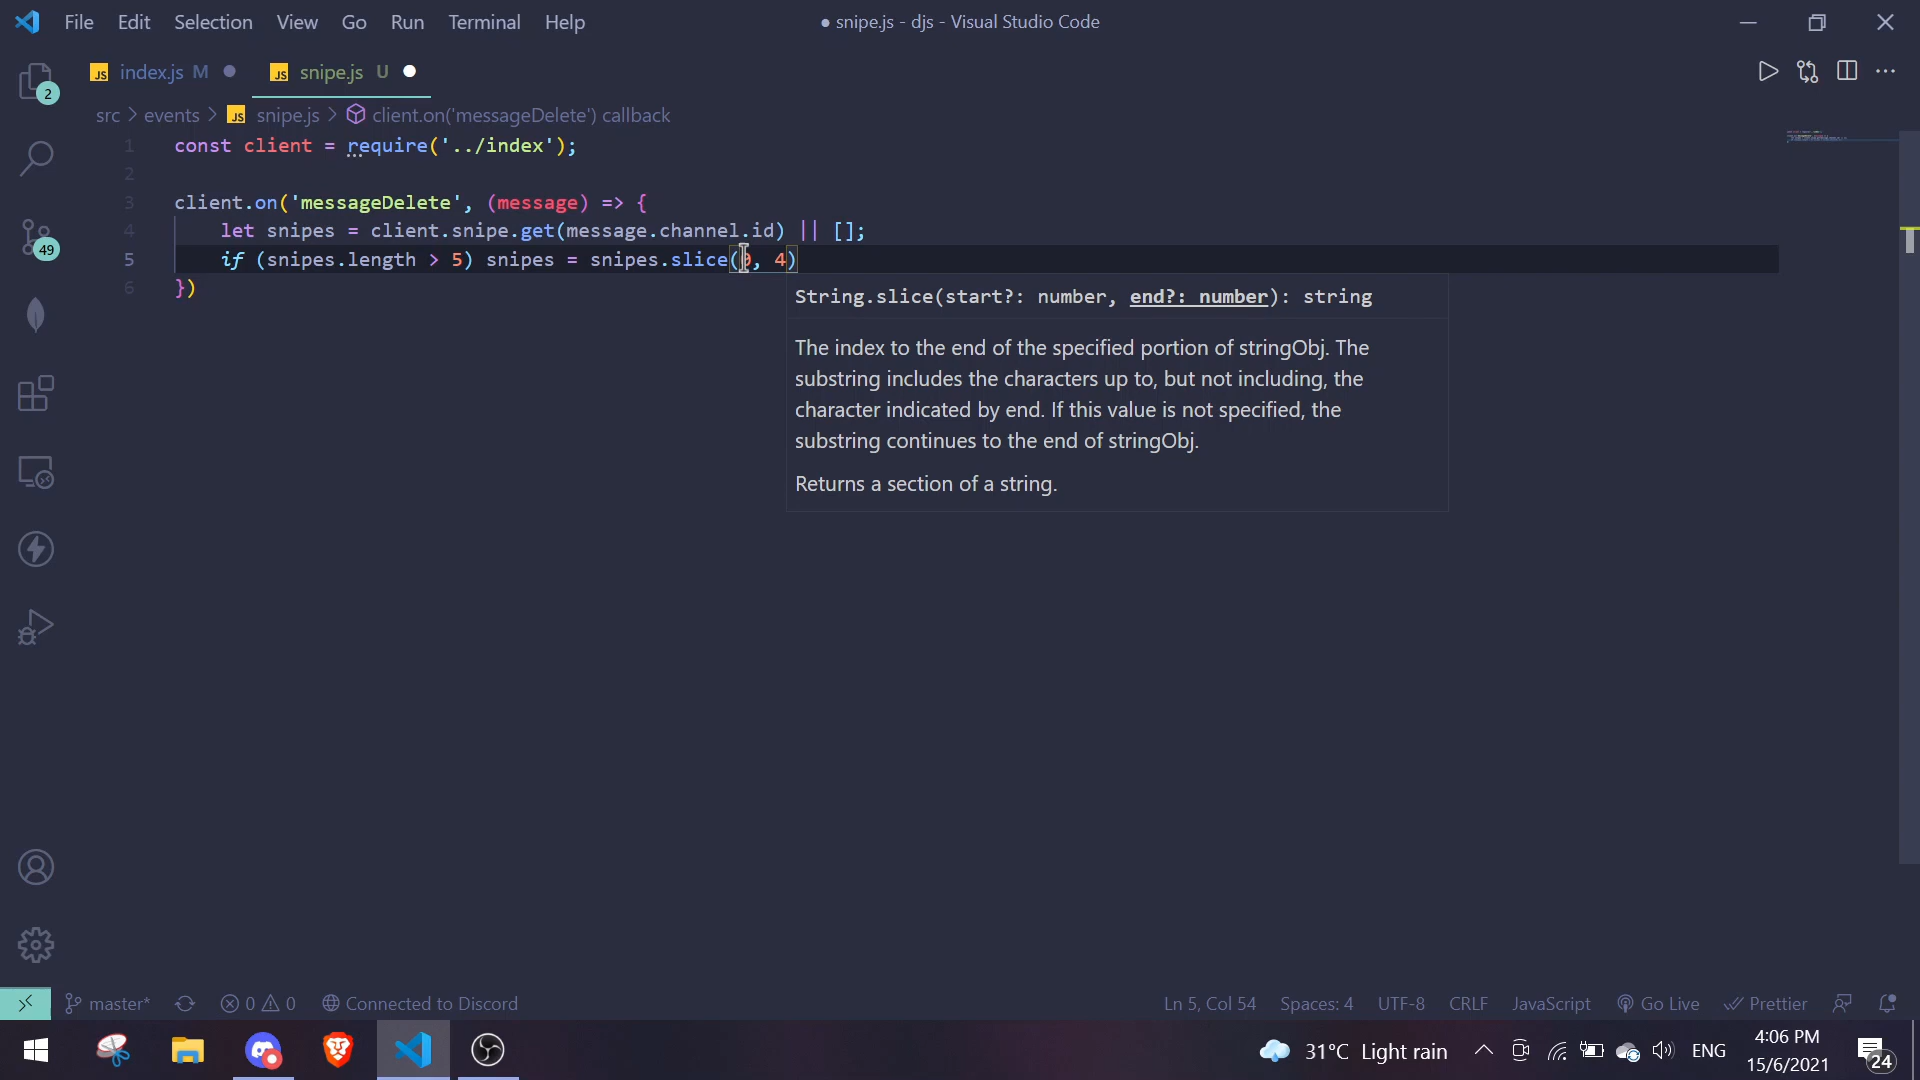 File Edit Selection View Go Run Terminal Help
● snipe.js - djs - Visual Studio Code
JS index.js M ● JS snipe.js U ●
src > events > JS snipe.js > client.on('messageDelete') callback
1 const client = require('../index');
2
3 client.on('messageDelete', (message) => {
4 let snipes = client.snipe.get(message.channel.id) || [];
5 if (snipes.length > 5) snipes = snipes.slice(0, 4)
6 })
String.slice(start?: number, end?: number): string
The index to the end of the specified portion of stringObj. The
substring includes the characters up to, but not including, the
character indicated by end. If this value is not specified, the
substring continues to the end of stringObj.
Returns a section of a string.
2
49
master* 0 0 Connected to Discord
Ln 5, Col 54 Spaces: 4 UTF-8 CRLF JavaScript Go Live Prettier
31°C Light rain ENG
4:06 PM
15/6/2021
24